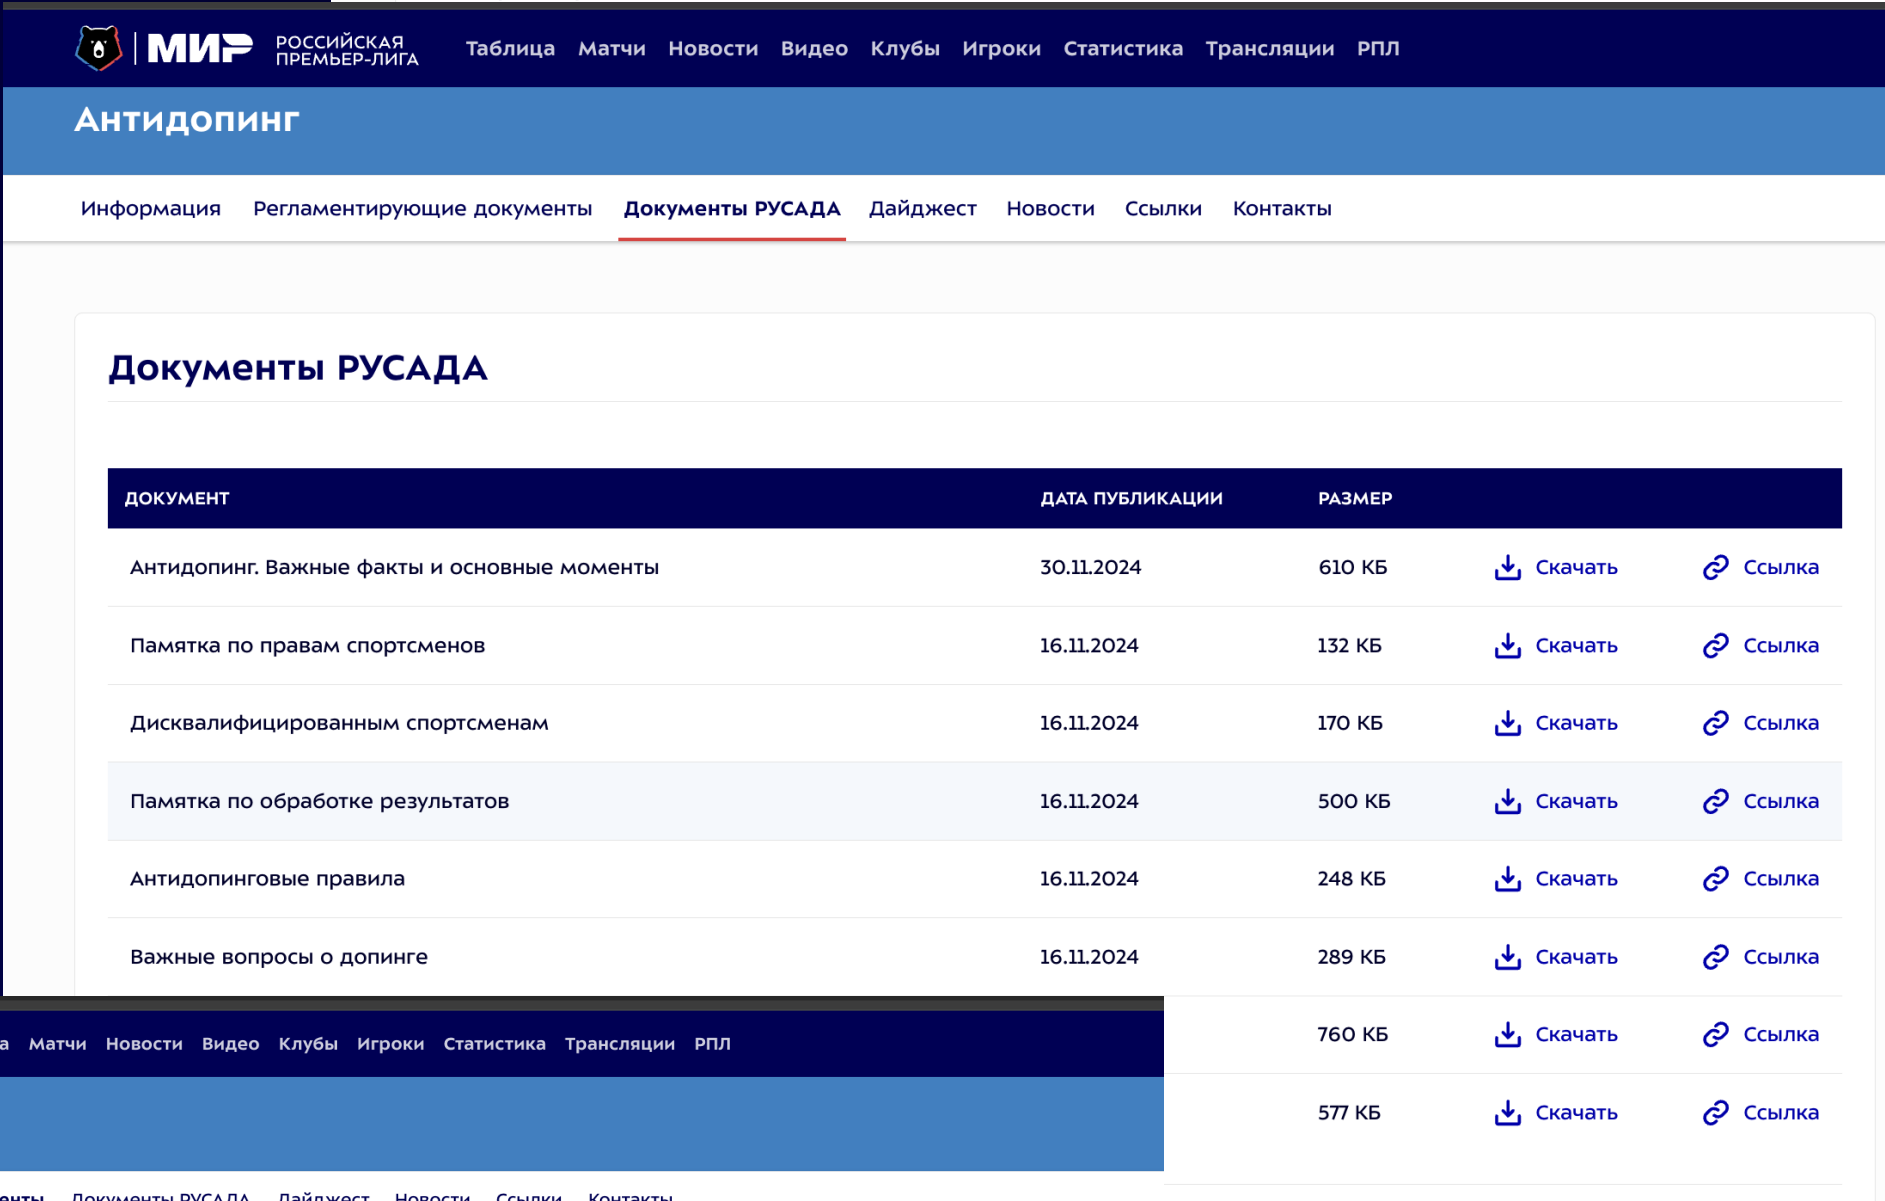 МИР РОССИЙСКАЯ ПРЕМЬЕР-ЛИГА Таблица Матчи Новости Видео Клубы Игроки Статистика Трансляции РПЛ
Антидопинг
Информация Регламентирующие документы Документы РУСАДА Дайджест Новости Ссылки Контакты
Документы РУСАДА
ДОКУМЕНТ ДАТА ПУБЛИКАЦИИ РАЗМЕР
Антидопинг. Важные факты и основные моменты 30.11.2024 610 КБ Скачать Ссылка
Памятка по правам спортсменов 16.11.2024 132 КБ Скачать Ссылка
Дисквалифицированным спортсменам 16.11.2024 170 КБ Скачать Ссылка
Памятка по обработке результатов 16.11.2024 500 КБ Скачать Ссылка
Антидопинговые правила 16.11.2024 248 КБ Скачать Ссылка
Важные вопросы о допинге 16.11.2024 289 КБ Скачать Ссылка
760 КБ Скачать Ссылка
а Матчи Новости Видео Клубы Игроки Статистика Трансляции РПЛ
577 КБ Скачать Ссылка
енты Документы РУСАДА Дайджест Новости Ссылки Контакты